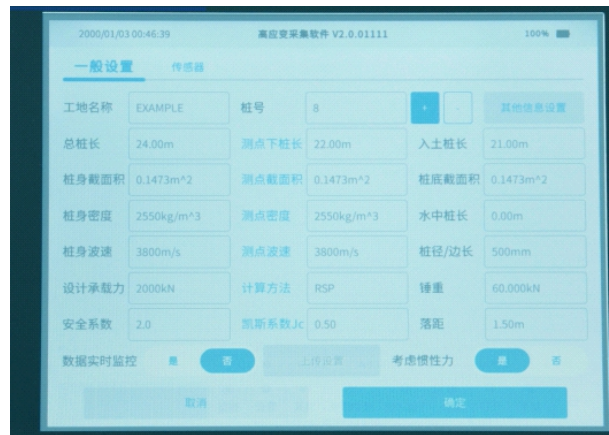 2000/01/03 00:46:39 高应变采集软件 V2.0.01111 100%
一般设置 传感器
工地名称 EXAMPLE 桩号 8 + - 其他信息设置
总桩长 24.00m 测点下桩长 22.00m 入土桩长 21.00m
桩身截面积 0.1473m^2 测点截面积 0.1473m^2 桩底截面积 0.1473m^2
桩身密度 2550kg/m^3 测点密度 2550kg/m^3 水中桩长 0.00m
桩身波速 3800m/s 测点波速 3800m/s 桩径/边长 500mm
设计承载力 2000kN 计算方法 RSP 锤重 60.000kN
安全系数 2.0 凯斯系数Jc 0.50 落距 1.50m
数据实时监控 是 否 上传设置 考虑惯性力 是 否
取消 确定